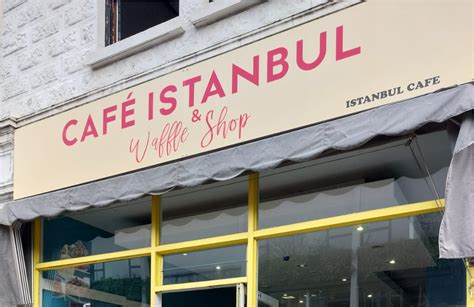 CAFÉ ISTANBUL
& 
Waffle Shop
ISTANBUL CAFE